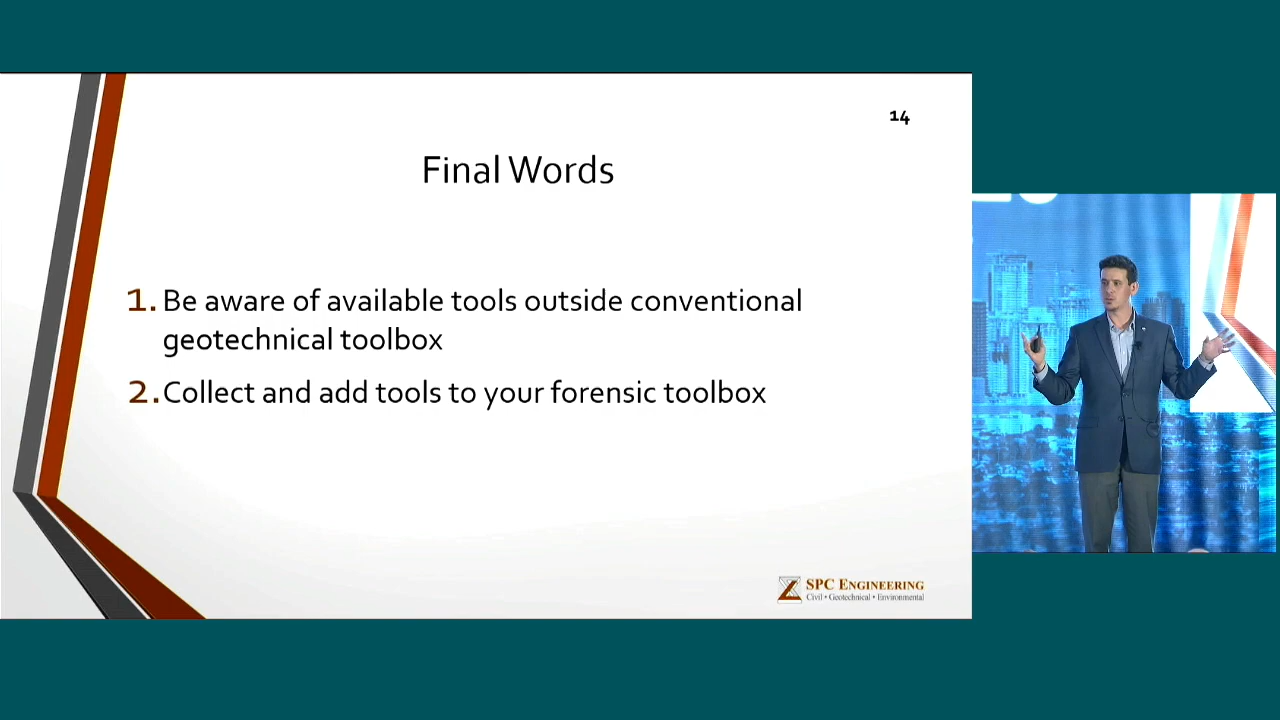 14
Final Words
1. Be aware of available tools outside conventional
geotechnical toolbox
2. Collect and add tools to your forensic toolbox
SPC ENGINEERING
Civil • Geotechnical • Environmental